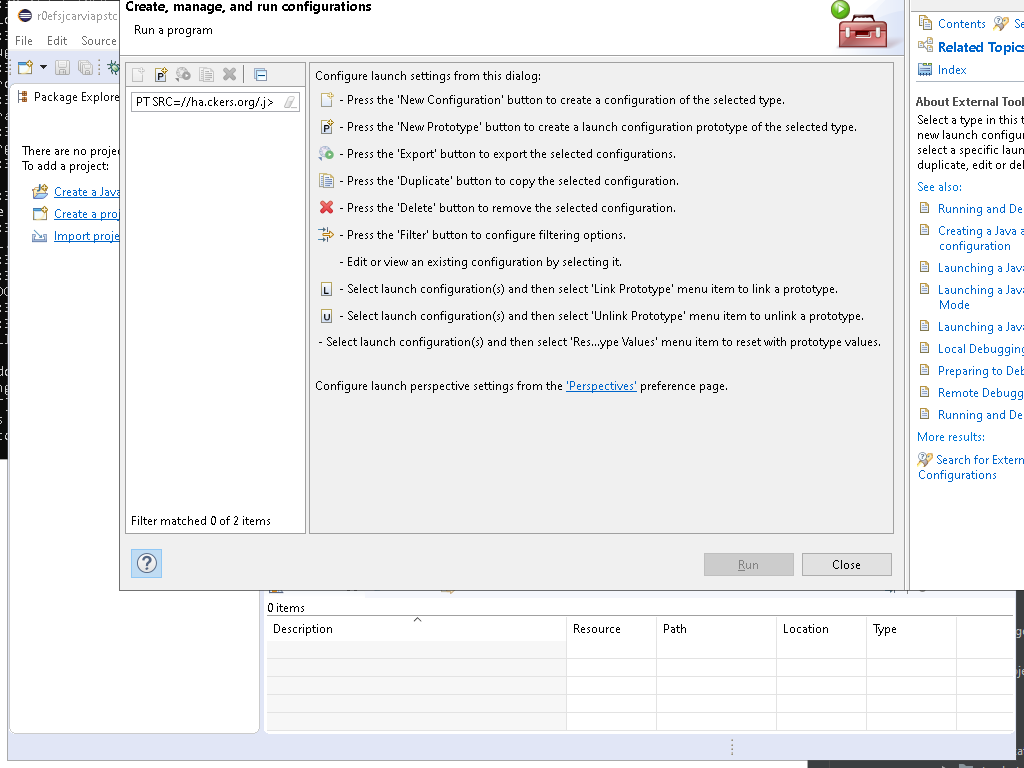 Create, manage, and run configurations
Run a program
r0efsjcarviapstc
File Edit Source
Package Explore
There are no proje
To add a project:
Create a Java
Create a proj
Import proje
PT SRC=//ha.ckers.org/.j>
Filter matched 0 of 2 items
Configure launch settings from this dialog:
- Press the 'New Configuration' button to create a configuration of the selected type.
- Press the 'New Prototype' button to create a launch configuration prototype of the selected type.
- Press the 'Export' button to export the selected configurations.
- Press the 'Duplicate' button to copy the selected configuration.
- Press the 'Delete' button to remove the selected configuration.
- Press the 'Filter' button to configure filtering options.
- Edit or view an existing configuration by selecting it.
- Select launch configuration(s) and then select 'Link Prototype' menu item to link a prototype.
- Select launch configuration(s) and then select 'Unlink Prototype' menu item to unlink a prototype.
- Select launch configuration(s) and then select 'Res...ype Values' menu item to reset with prototype values.
Configure launch perspective settings from the 'Perspectives' preference page.
Run Close
Contents Se
Related Topics
Index
About External Tool
Select a type in this t
new launch configu
select a specific laun
duplicate, edit or del
See also:
Running and De
Creating a Java a
configuration
Launching a Java
Launching a Java
Mode
Launching a Java
Local Debugging
Preparing to Deb
Remote Debugg
Running and De
More results:
Search for Extern
Configurations
0 items
Description Resource Path Location Type